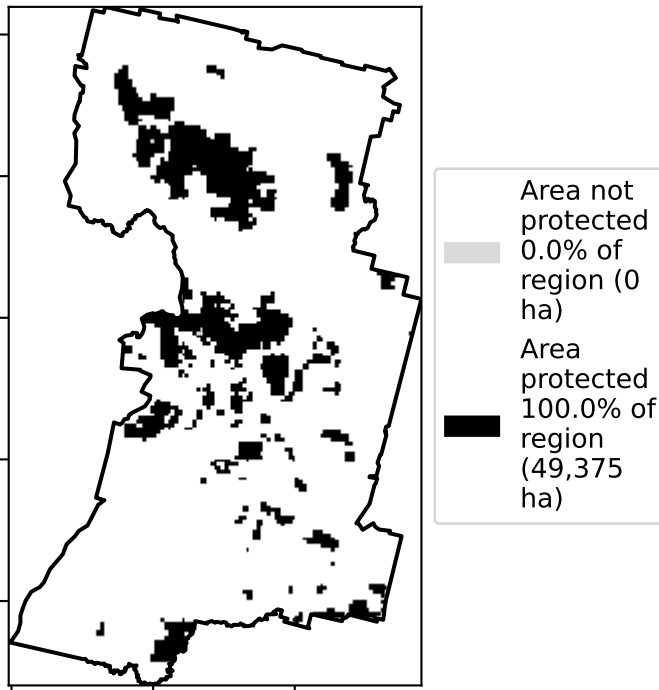 Area not
protected
0.0% of
region (0
ha)
Area
protected
100.0% of
region
(49,375
ha)